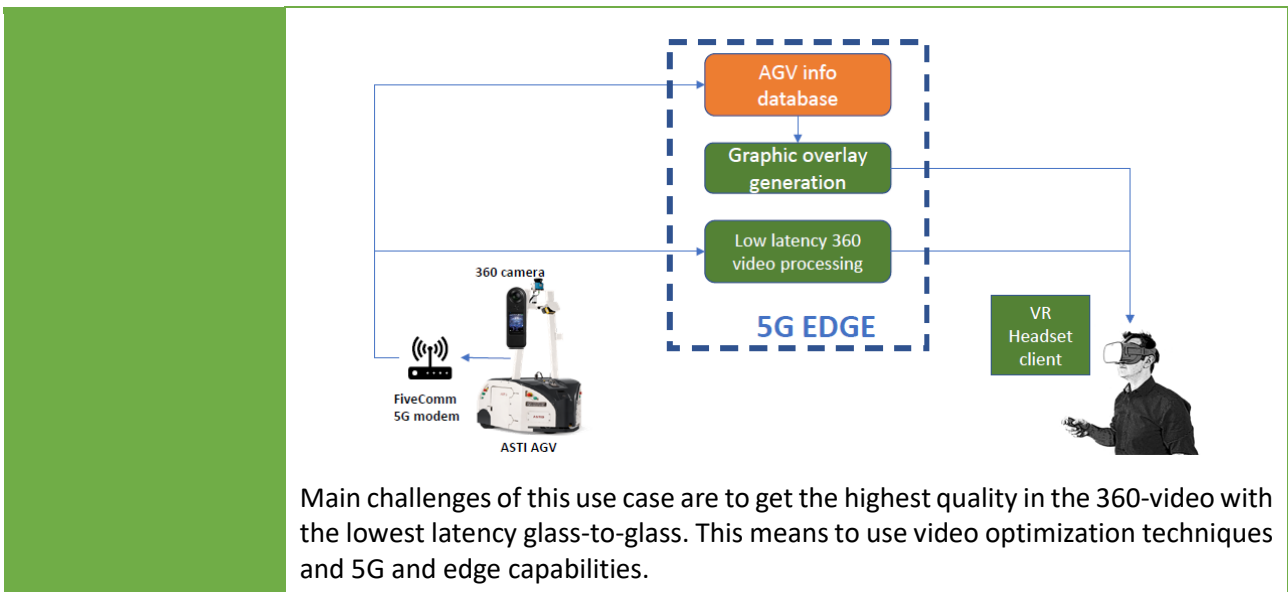 AGV info
database
Graphic overlay
generation
Low latency 360
video processing
5G EDGE
360 camera
FiveComm
5G modem
ASTI AGV
VR
Headset
client
Main challenges of this use case are to get the highest quality in the 360-video with
the lowest latency glass-to-glass. This means to use video optimization techniques
and 5G and edge capabilities.